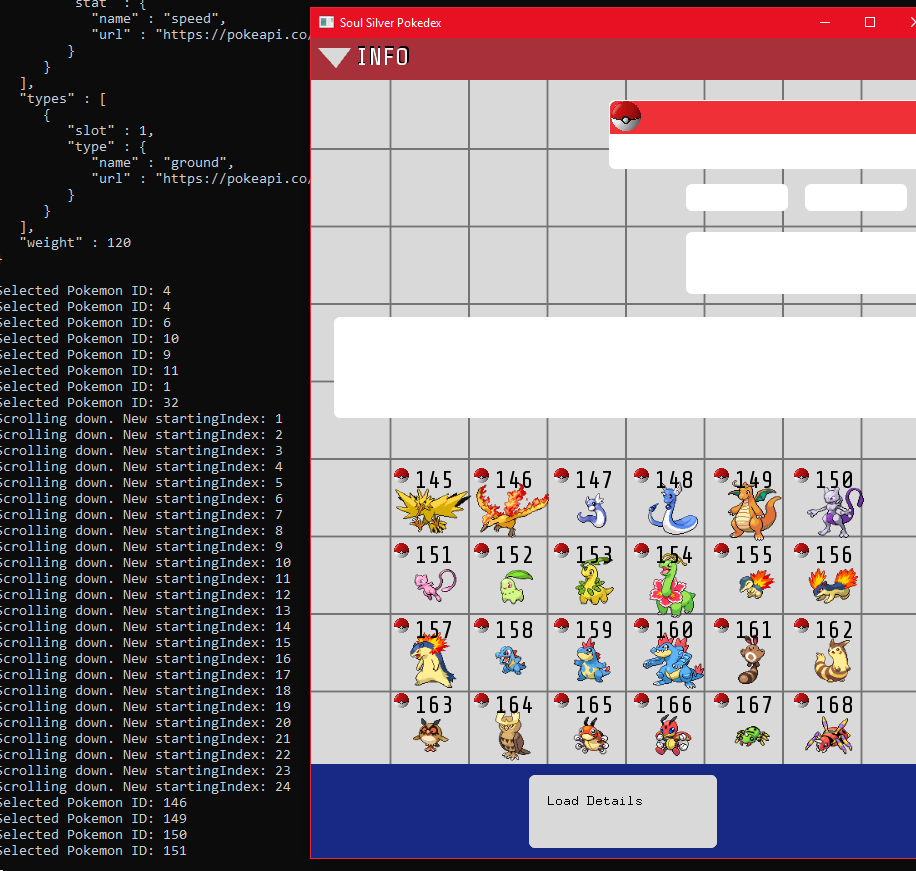 stat" : {
"name" : "speed",
"url" : "https://pokeapi.co/
}
}
],
"types" : [
{
"slot" : 1,
"type" : {
"name" : "ground",
"url" : "https://pokeapi.co/
}
}
],
"weight" : 120
Selected Pokemon ID: 4
Selected Pokemon ID: 4
Selected Pokemon ID: 6
Selected Pokemon ID: 10
Selected Pokemon ID: 9
Selected Pokemon ID: 11
Selected Pokemon ID: 1
Selected Pokemon ID: 32
Scrolling down. New startingIndex: 1
Scrolling down. New startingIndex: 2
Scrolling down. New startingIndex: 3
Scrolling down. New startingIndex: 4
Scrolling down. New startingIndex: 5
Scrolling down. New startingIndex: 6
Scrolling down. New startingIndex: 7
Scrolling down. New startingIndex: 8
Scrolling down. New startingIndex: 9
Scrolling down. New startingIndex: 10
Scrolling down. New startingIndex: 11
Scrolling down. New startingIndex: 12
Scrolling down. New startingIndex: 13
Scrolling down. New startingIndex: 14
Scrolling down. New startingIndex: 15
Scrolling down. New startingIndex: 16
Scrolling down. New startingIndex: 17
Scrolling down. New startingIndex: 18
Scrolling down. New startingIndex: 19
Scrolling down. New startingIndex: 20
Scrolling down. New startingIndex: 21
Scrolling down. New startingIndex: 22
Scrolling down. New startingIndex: 23
Scrolling down. New startingIndex: 24
Selected Pokemon ID: 146
Selected Pokemon ID: 149
Selected Pokemon ID: 150
Selected Pokemon ID: 151
Soul Silver Pokedex
INFO
145 146 147 148 149 150
151 152 153 154 155 156
157 158 159 160 161 162
163 164 165 166 167 168
Load Details